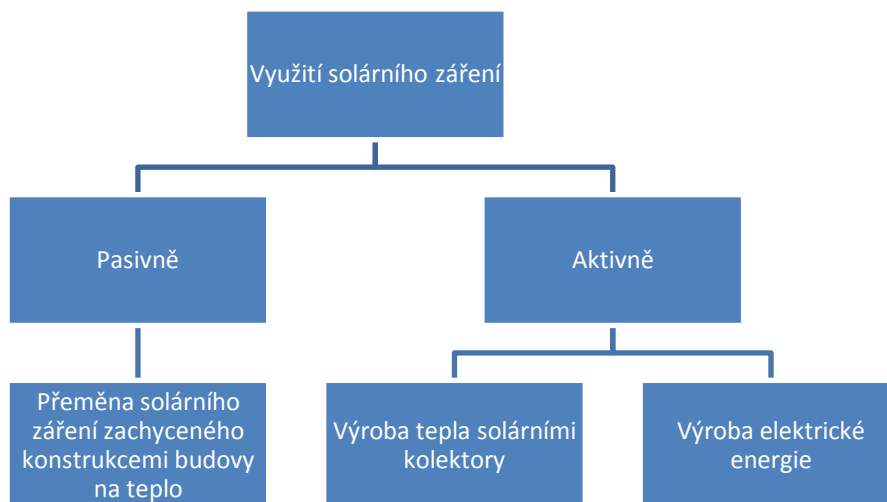 Využití solárního záření
Pasivně
Aktivně
Přeměna solárního
záření zachyceného
konstrukcemi budovy
na teplo
Výroba tepla solárními
kolektory
Výroba elektrické
energie